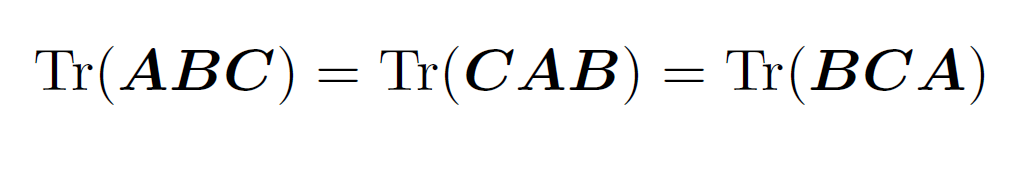 Tr(ABC) = Tr(CAB) = Tr(BCA)